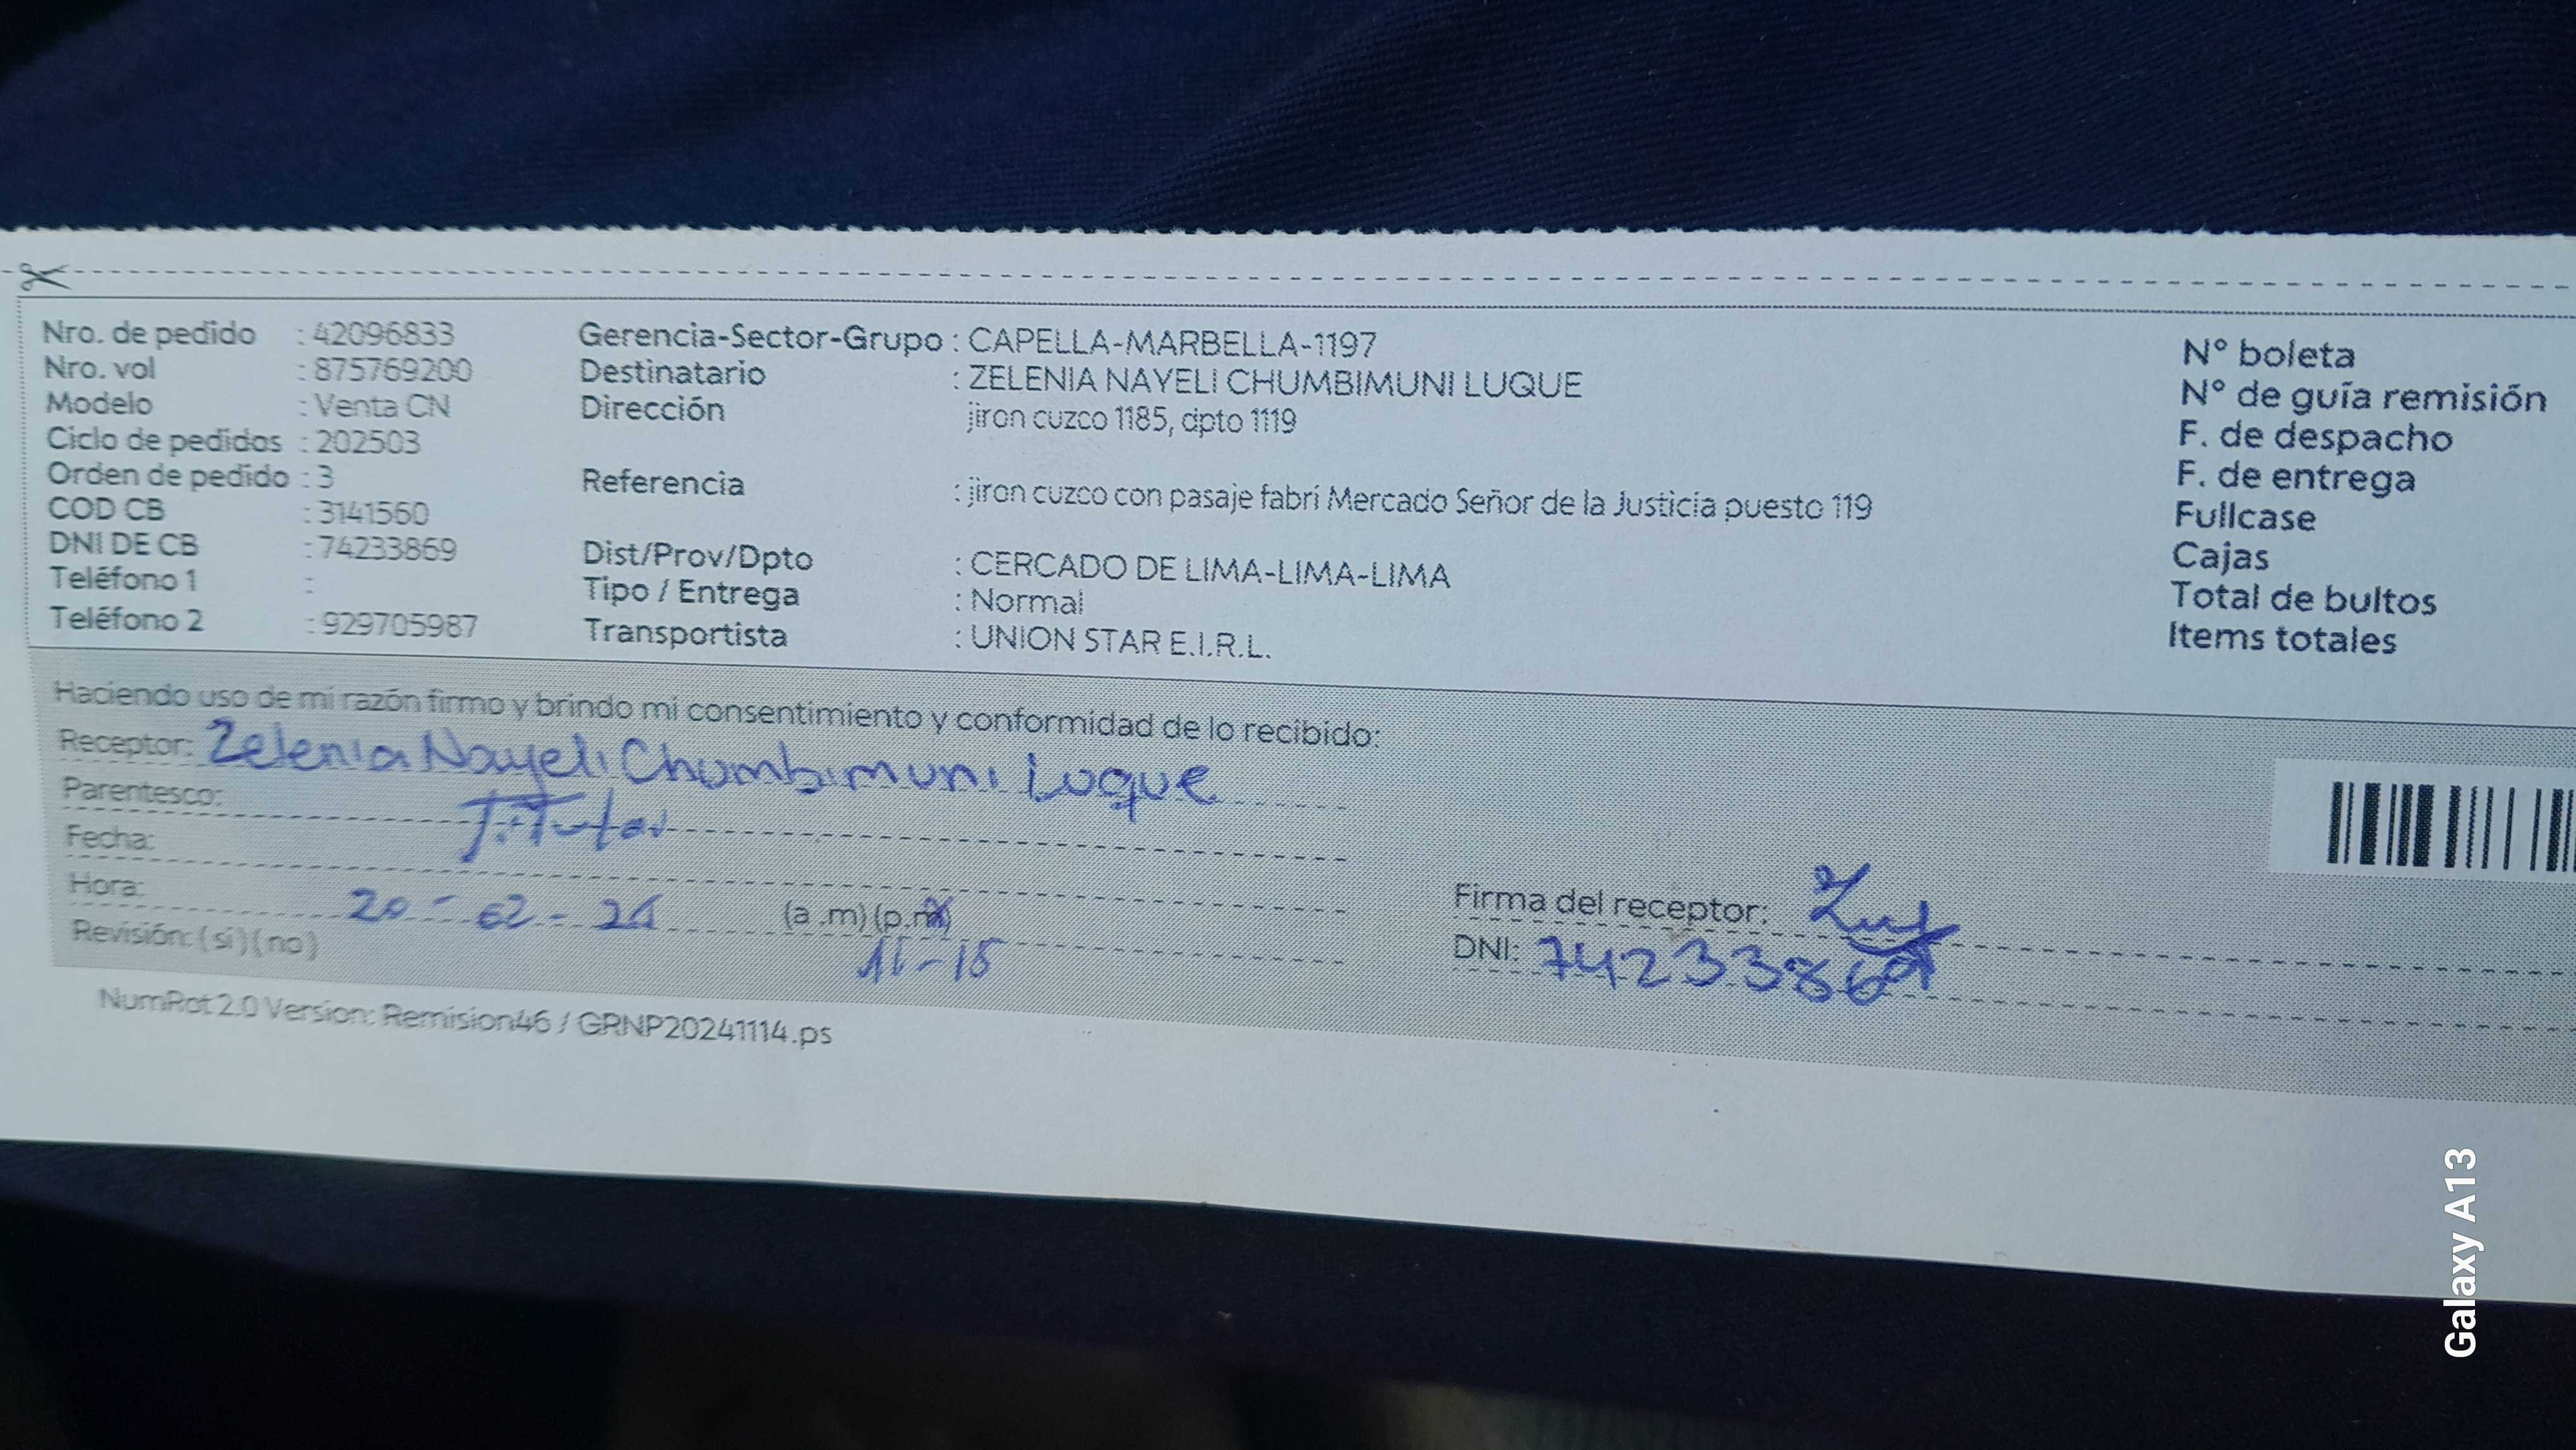 Nro. de pedido : 42096833
Nro. vol : 875769200
Modelo : Venta CN
Ciclo de pedidos : 202503
Orden de pedido : 3
COD CB : 3141560
DNI DE CB : 74233869
Teléfono 1 :
Teléfono 2 : 929705987
Gerencia-Sector-Grupo : CAPELLA-MARBELLA-1197
Destinatario : ZELENIA NAYELI CHUMBIMUNI LUQUE
Dirección jiron cuzco 1185, dpto 1119
Referencia : jiron cuzco con pasaje fabri Mercado Señor de la Justicia puesto 119
Dist/Prov/Dpto : CERCADO DE LIMA-LIMA-LIMA
Tipo / Entrega : Normal
Transportista : UNION STAR E.I.R.L.
N° boleta
N° de guía remisión
F. de despacho
F. de entrega
Fullcase
Cajas
Total de bultos
Items totales
Haciendo uso de mi razón firmo y brindo mi consentimiento y conformidad de lo recibido:
Receptor: Zelenia Nayeli Chumbimuni Luque
Parentesco: Titular
Fecha:
Hora: 20-02- (a .m) (p.m)
Revisión: (si) (no) 11-15
Firma del receptor:
DNI: 74233869
NumRot 2.0 Version: Remision46 / GRNP20241114.ps
Galaxy A13